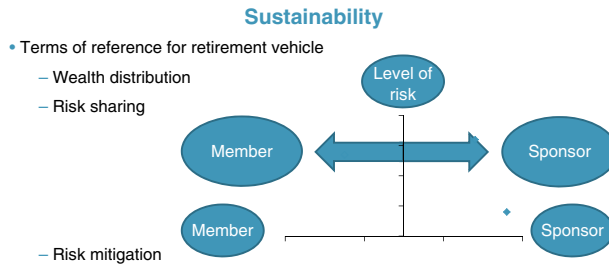 Sustainability
• Terms of reference for retirement vehicle
– Wealth distribution
– Risk sharing
Level of
risk
Member
Sponsor
Member
Sponsor
– Risk mitigation